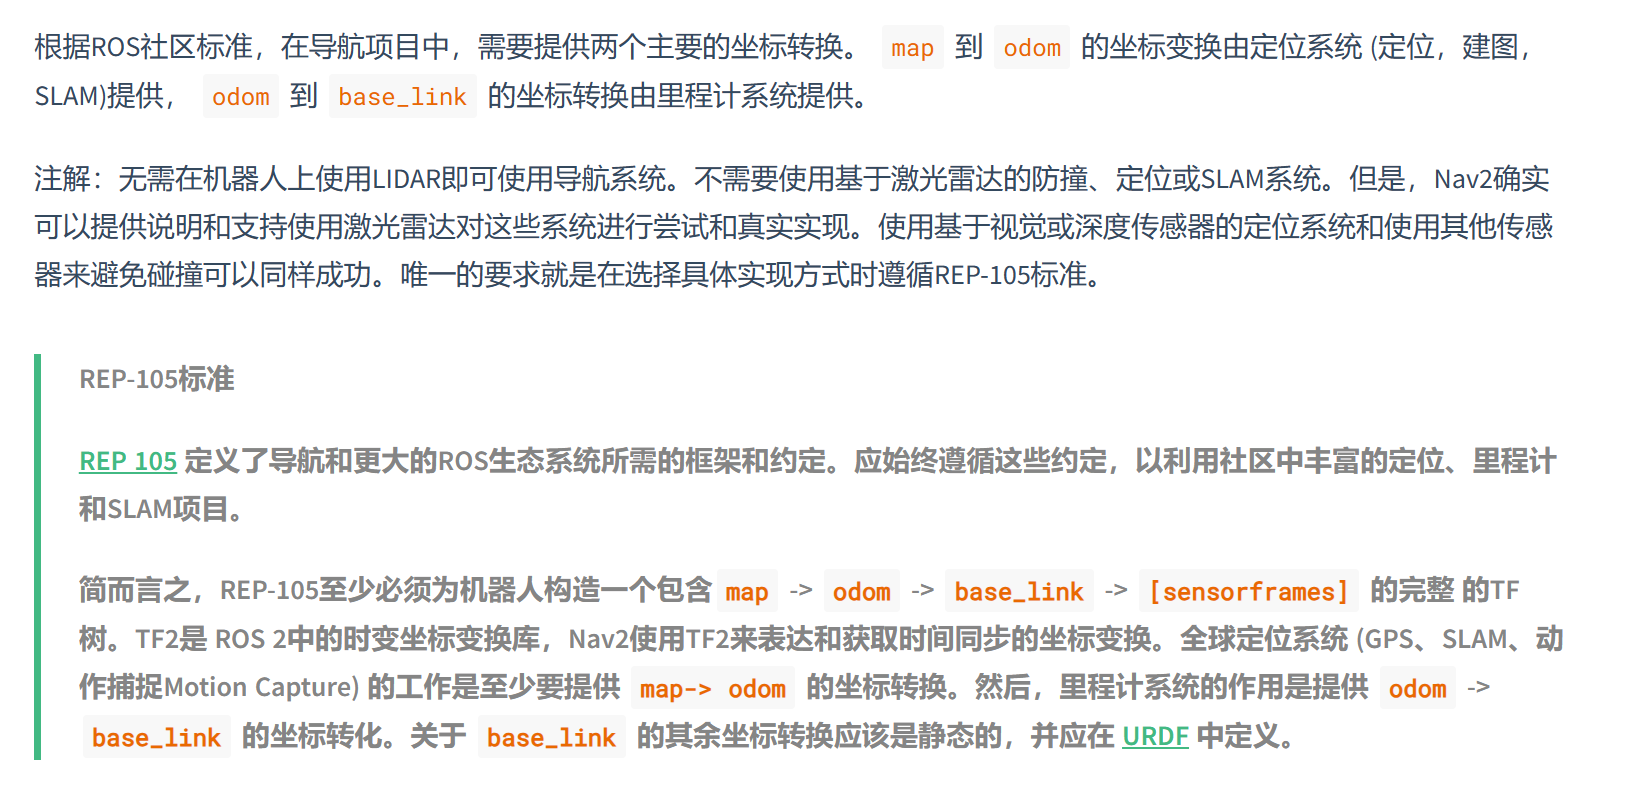 根据ROS社区标准，在导航项目中，需要提供两个主要的坐标转换。 map 到 odom 的坐标变换由定位系统 (定位，建图，
SLAM)提供， odom 到 base_link 的坐标转换由里程计系统提供。
注解：无需在机器人上使用LIDAR即可使用导航系统。不需要使用基于激光雷达的防撞、定位或SLAM系统。但是，Nav2确实
可以提供说明和支持使用激光雷达对这些系统进行尝试和真实实现。使用基于视觉或深度传感器的定位系统和使用其他传感
器来避免碰撞可以同样成功。唯一的要求就是在选择具体实现方式时遵循REP-105标准。
REP-105标准
REP 105 定义了导航和更大的ROS生态系统所需的框架和约定。应始终遵循这些约定，以利用社区中丰富的定位、里程计
和SLAM项目。
简而言之，REP-105至少必须为机器人构造一个包含 map -> odom -> base_link -> [sensorframes] 的完整 的TF
树。TF2是 ROS 2中的时变坐标变换库，Nav2使用TF2来表达和获取时间同步的坐标变换。全球定位系统 (GPS、SLAM、动
作捕捉Motion Capture) 的工作是至少要提供 map-> odom 的坐标转换。然后，里程计系统的作用是提供 odom ->
base_link 的坐标转化。关于 base_link 的其余坐标转换应该是静态的，并应在 URDF 中定义。